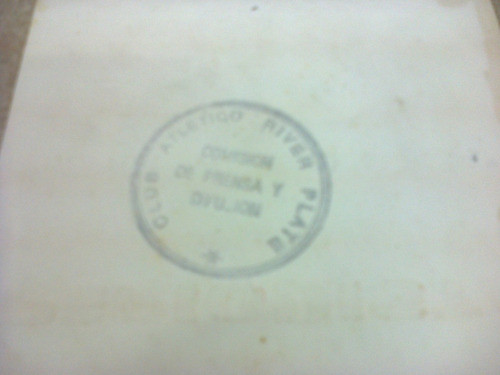 CLUB ATLETICO RIVER PLATE
COMISION
DE PRENSA Y
DIFUSION